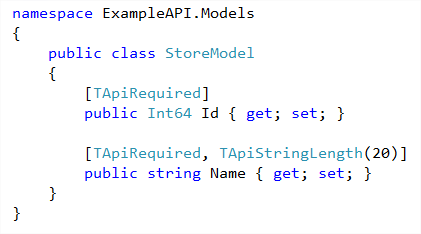 namespace ExampleAPI.Models
{
    public class StoreModel
    {
        [TApiRequired]
        public Int64 Id { get; set; }

        [TApiRequired, TApiStringLength(20)]
        public string Name { get; set; }
    }
}